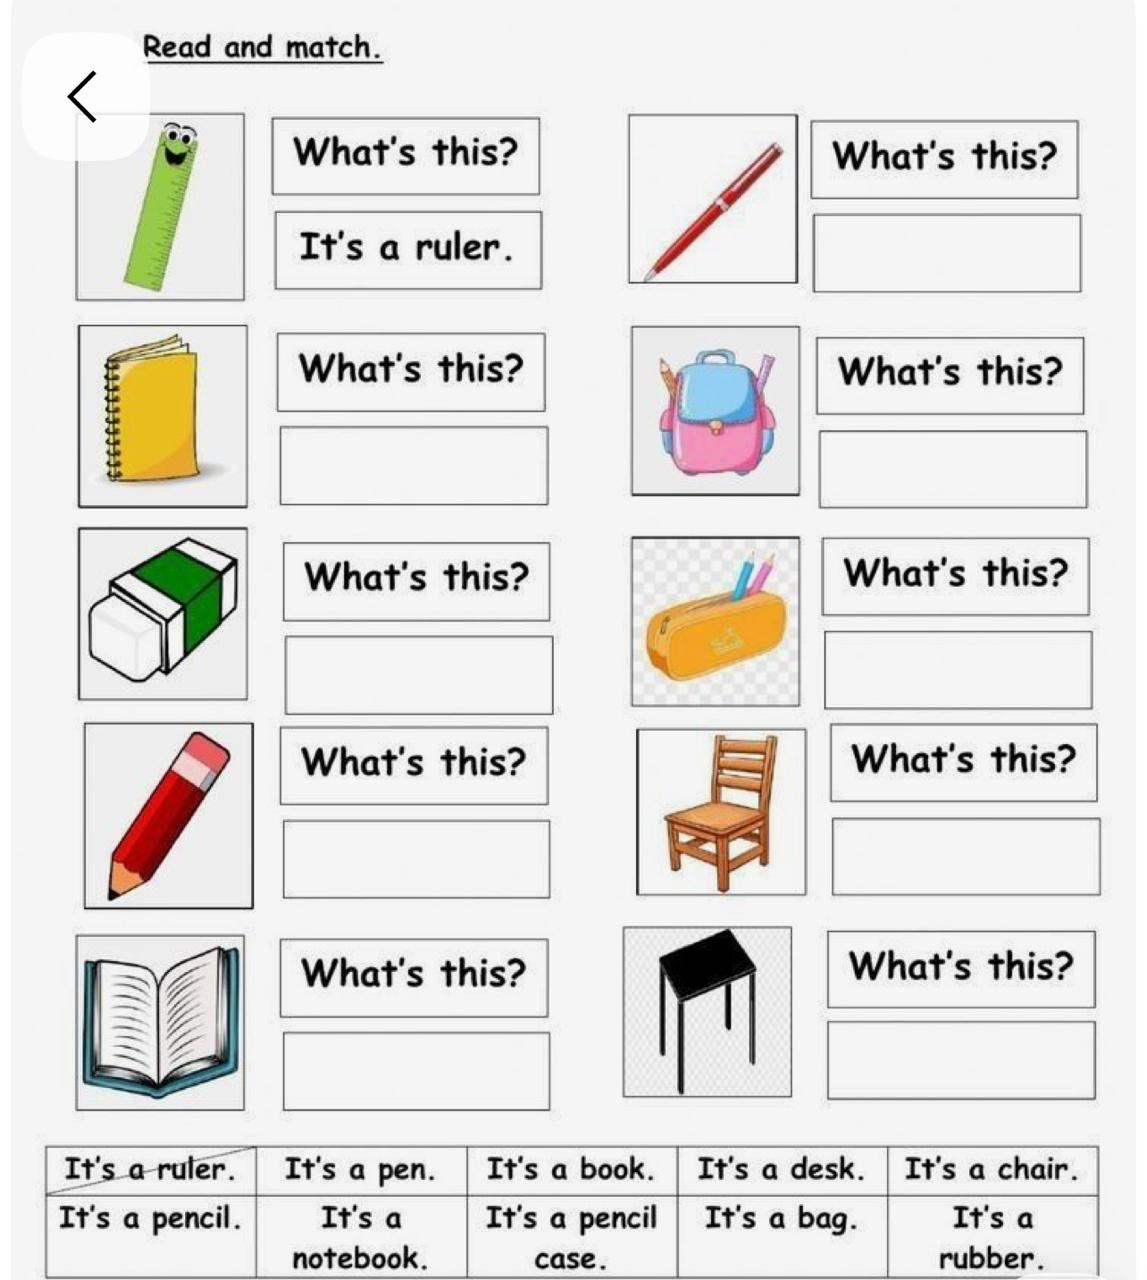 Read and match.
What's this?
It's a ruler.
What's this?
What's this?
What's this?
What's this?
What's this?
What's this?
What's this?
What's this?
What's this?
What's this?
It's a ruler.
It's a pen.
It's a book.
It's a desk.
It's a chair.
It's a pencil.
It's a
notebook.
It's a pencil
case.
It's a bag.
It's a
rubber.